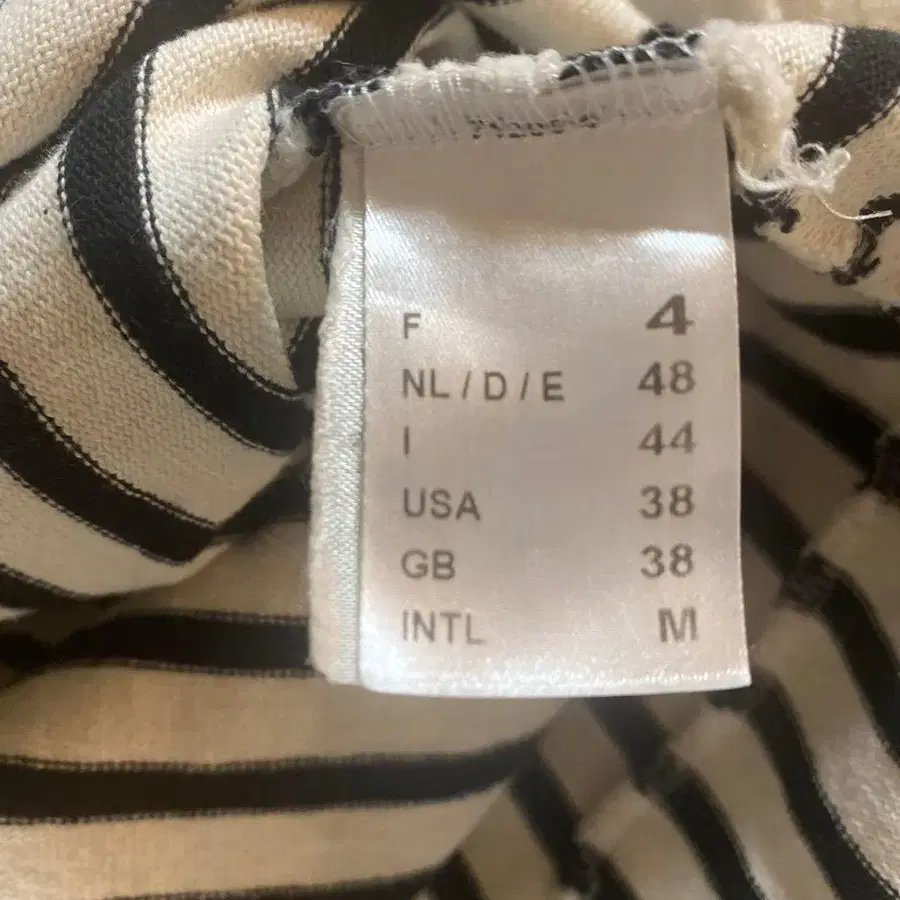 F 4
NL / D / E 48
I 44
USA 38
GB 38
INTL M